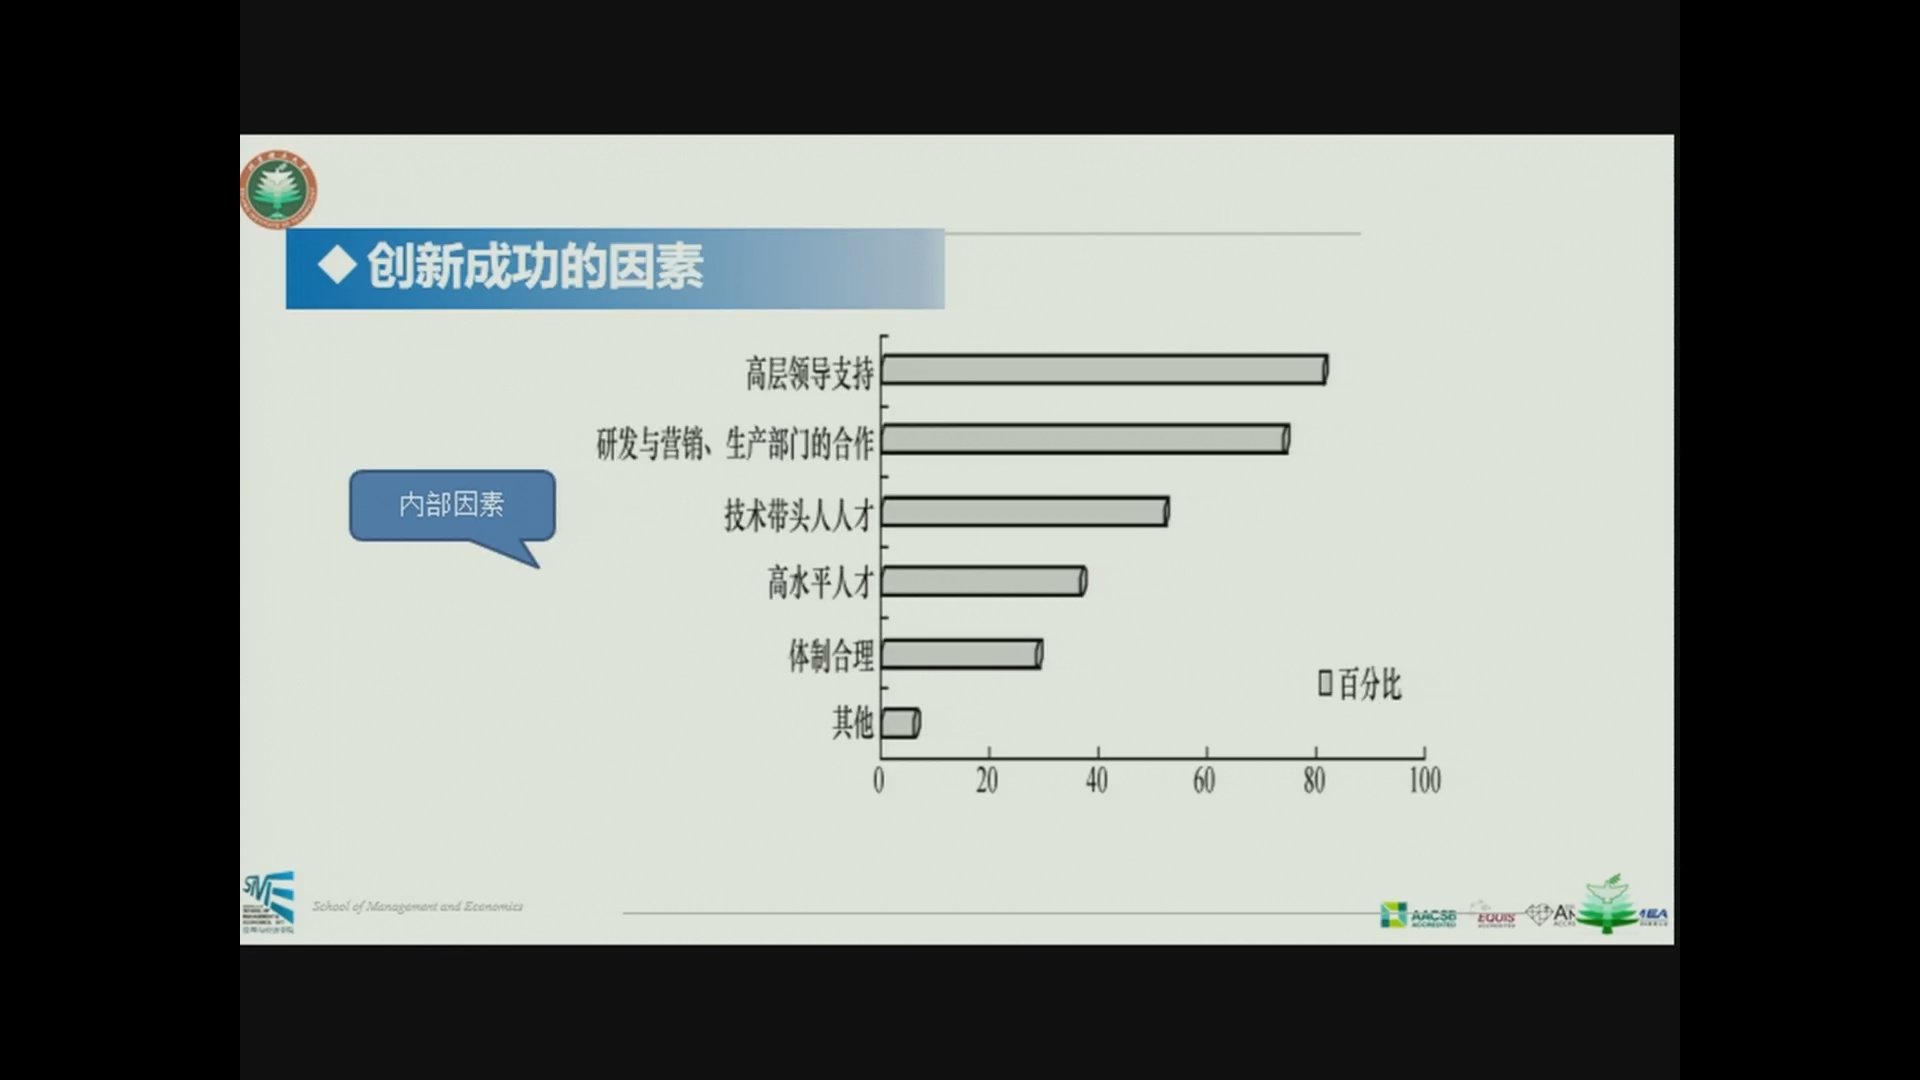 创新成功的因素
高层领导支持
研发与营销、生产部门的合作
内部因素
技术带头人人才
高水平人才
体制合理
百分比
其他
0 20 40 60 80 100
School of Management and Economics
AACSB
ACCREDITED
EQUIS
ACCREDITED